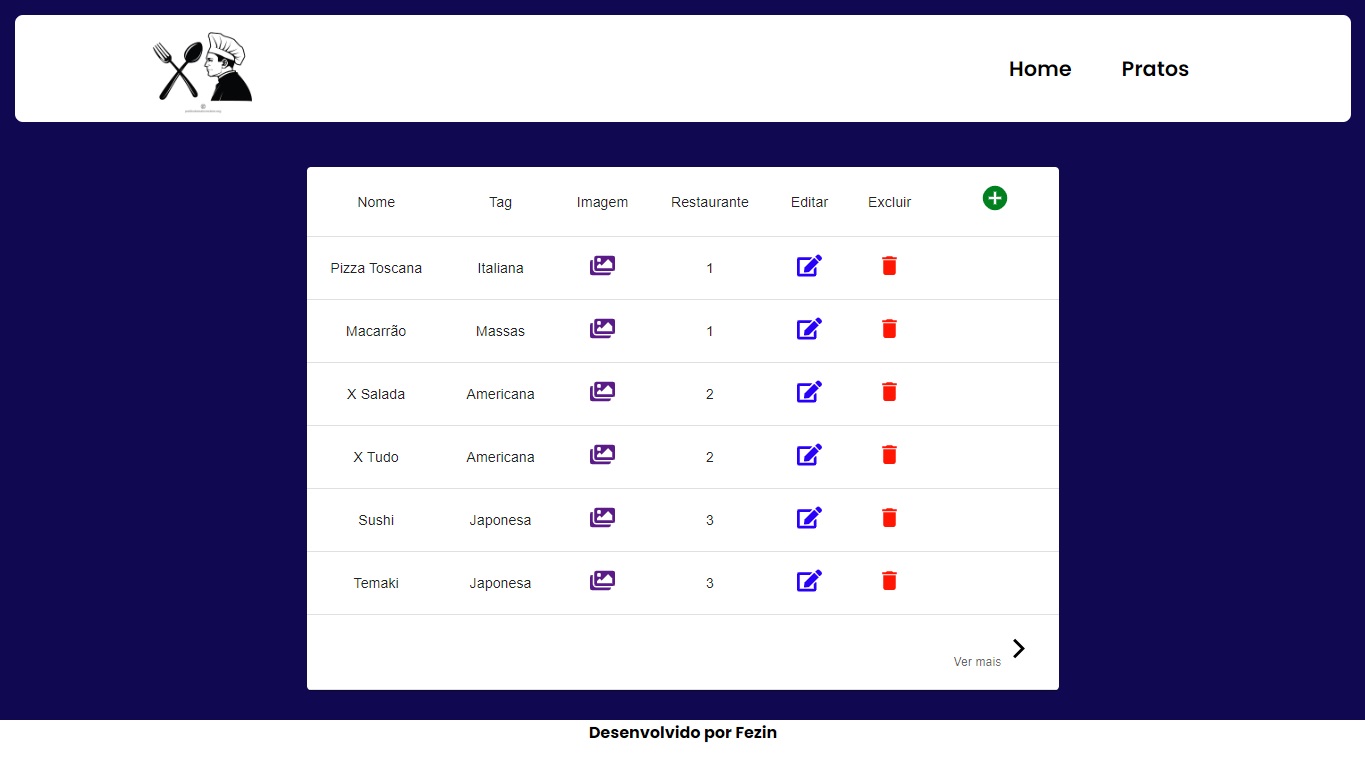 Home Pratos
Nome Tag Imagem Restaurante Editar Excluir
Pizza Toscana Italiana 1
Macarrão Massas 1
X Salada Americana 2
X Tudo Americana 2
Sushi Japonesa 3
Temaki Japonesa 3
Ver mais
Desenvolvido por Fezin